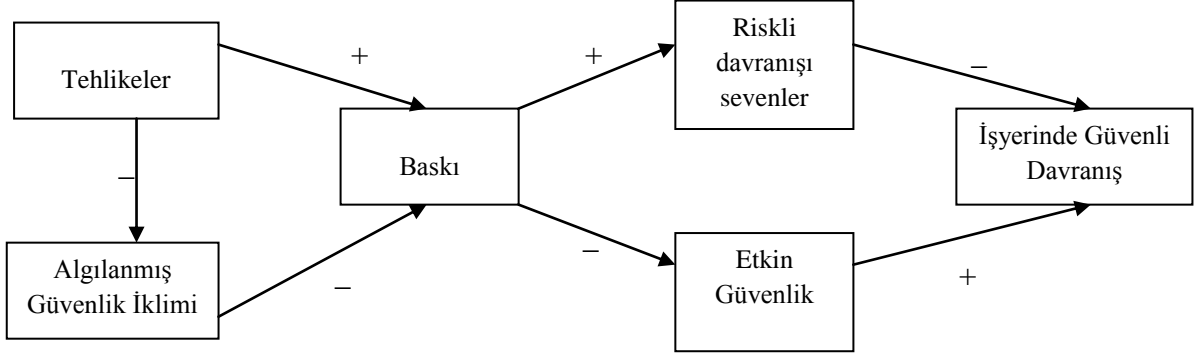 Tehlikeler
+
–
Algılanmış
Güvenlik İklimi
–
Baskı
+
–
Riskli
davranışı
sevenler
–
Etkin
Güvenlik
+
İşyerinde Güvenli
Davranış